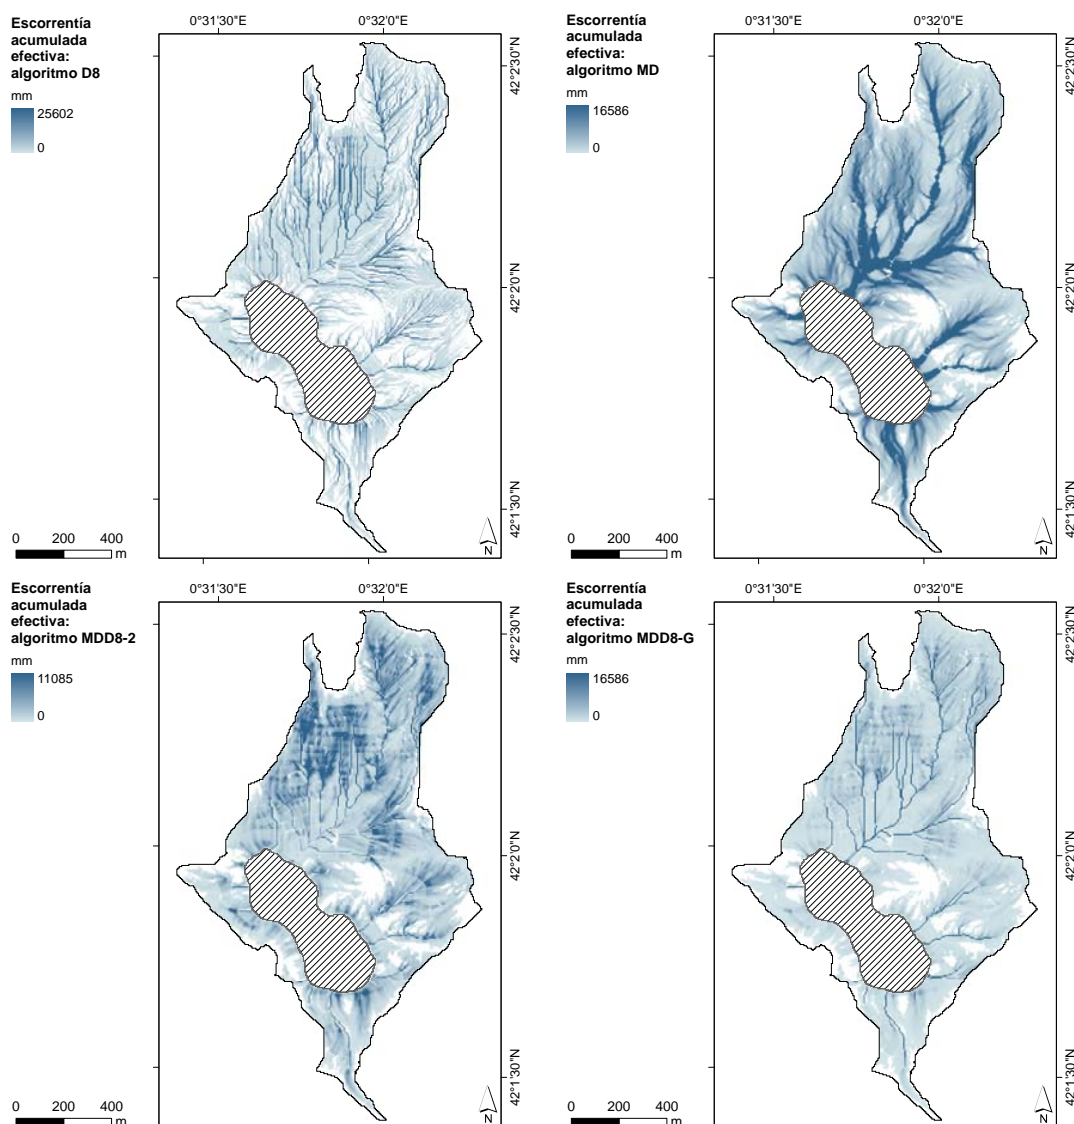 Escorrentía
acumulada
efectiva:
algoritmo D8
mm
25602
0
0°31'30"E
0°32'0"E
42°2'30"N
42°2'0"N
42°1'30"N
0 200 400
m
N
Escorrentía
acumulada
efectiva:
algoritmo MD
mm
16586
0
0°31'30"E
0°32'0"E
42°2'30"N
42°2'0"N
42°1'30"N
0 200 400
m
N
Escorrentía
acumulada
efectiva:
algoritmo MDD8-2
mm
11085
0
0°31'30"E
0°32'0"E
42°2'30"N
42°2'0"N
42°1'30"N
0 200 400
m
N
Escorrentía
acumulada
efectiva:
algoritmo MDD8-G
mm
16586
0
0°31'30"E
0°32'0"E
42°2'30"N
42°2'0"N
42°1'30"N
0 200 400
m
N